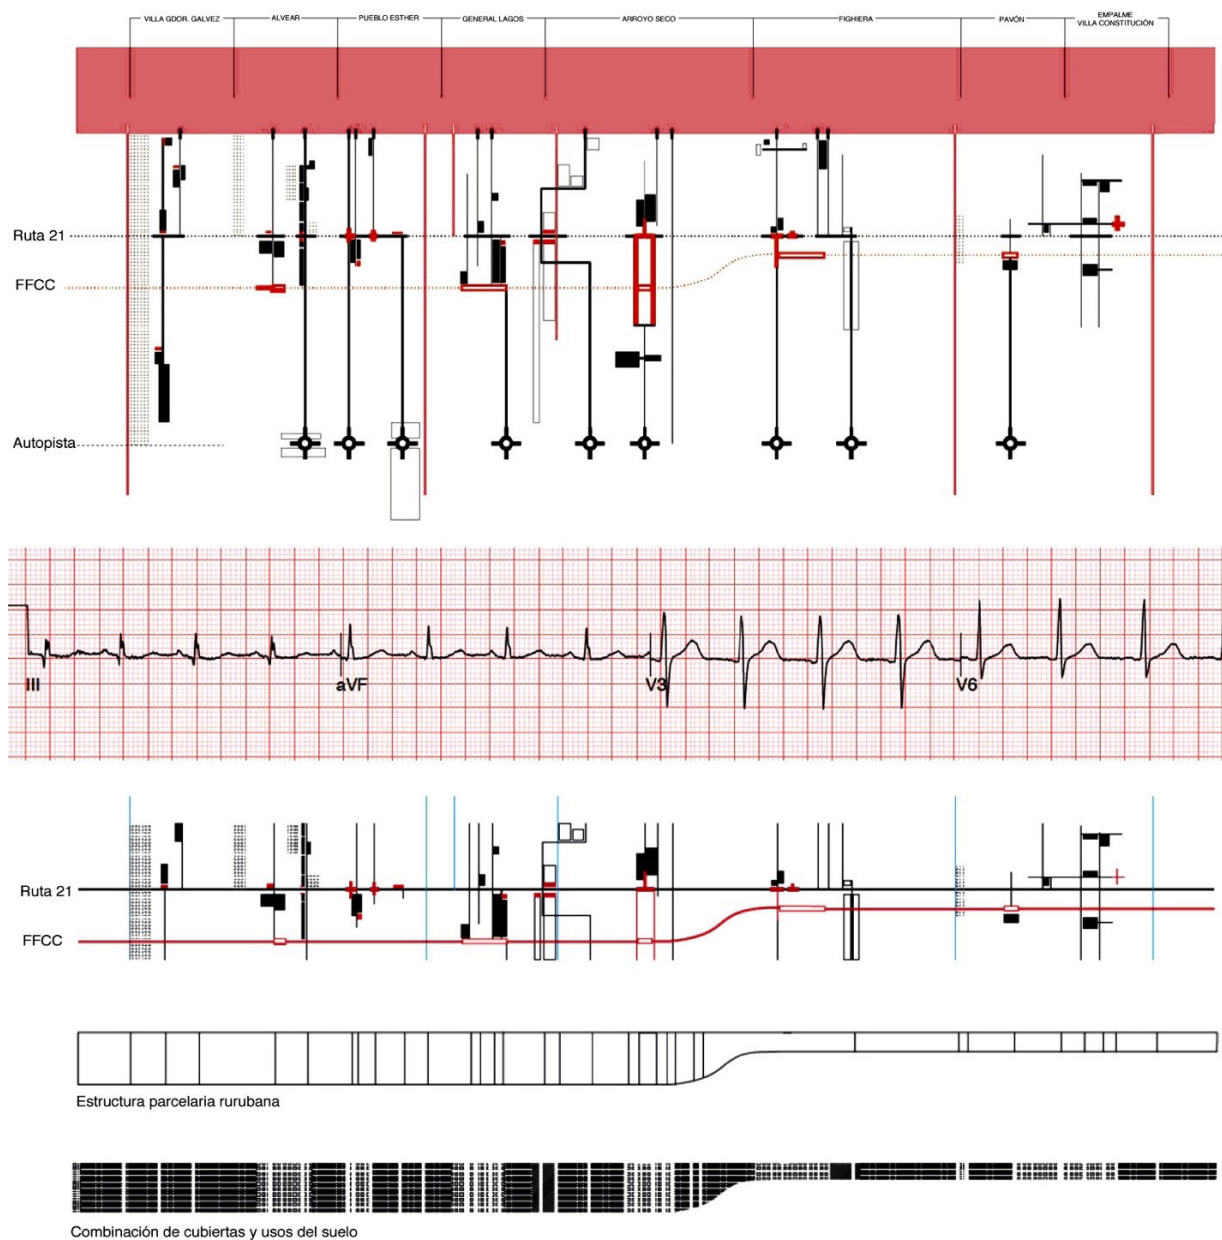 VILLA GDOR. GALVEZ
ALVEAR
PUEBLO ESTHER
GENERAL LAGOS
ARROYO SECO
FIGHIERA
PAVÓN
EMPALME
VILLA CONSTITUCIÓN
Ruta 21
FFCC
Autopista
III
aVF
V3
V6
Ruta 21
FFCC
Estructura parcelaria rurubana
Combinación de cubiertas y usos del suelo